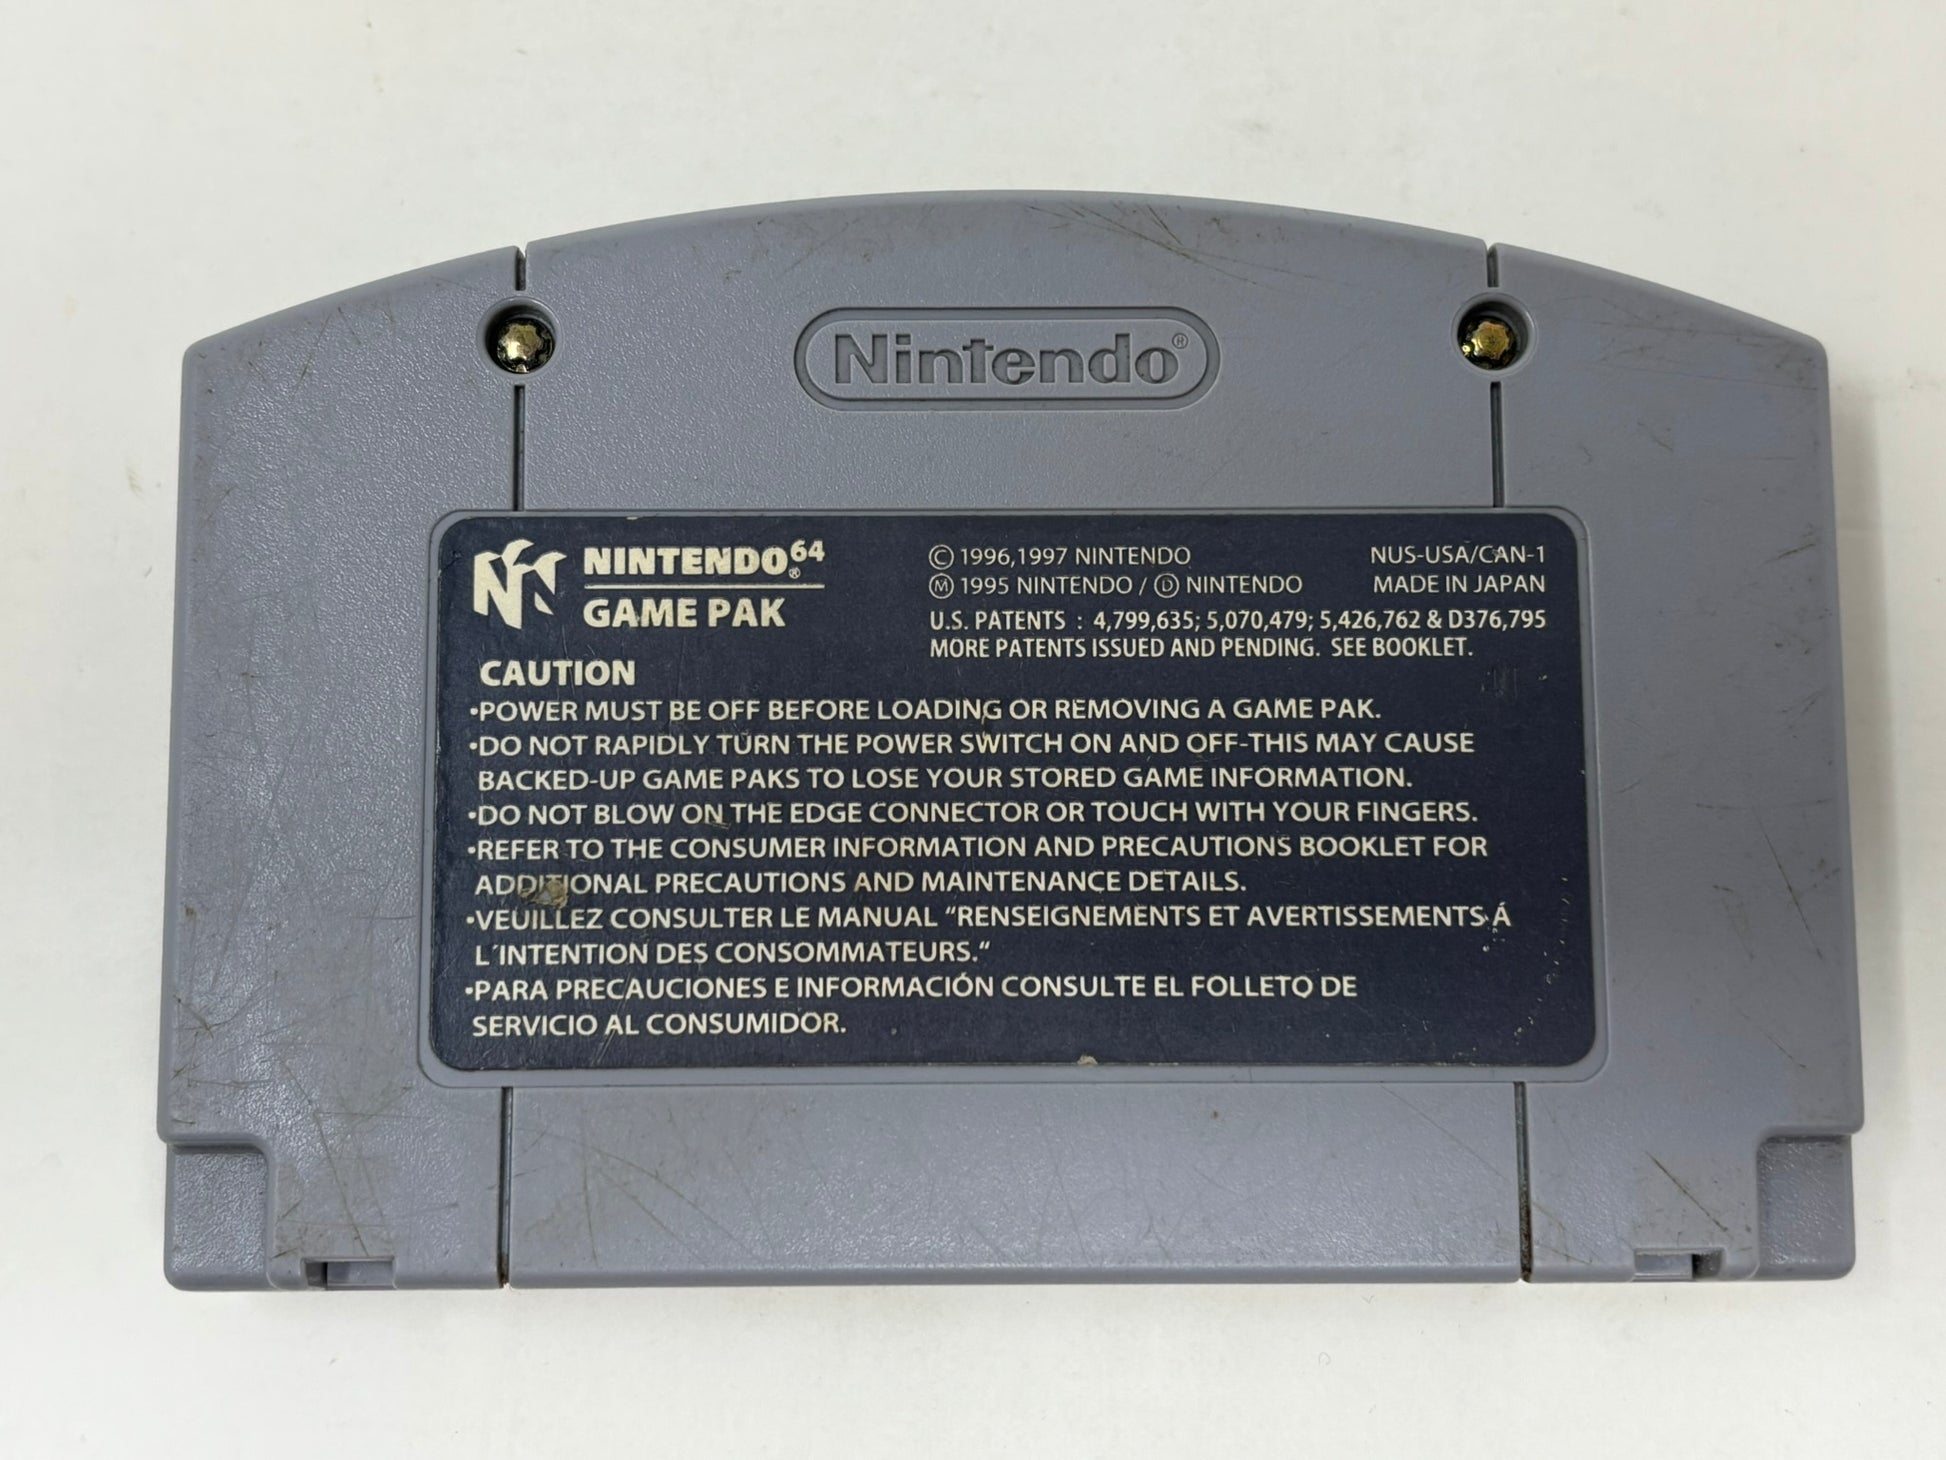 Nintendo®
NINTENDO64®
GAME PAK
© 1996,1997 NINTENDO
Ⓜ 1995 NINTENDO / Ⓓ NINTENDO
NUS-USA/CAN-1
MADE IN JAPAN
U.S. PATENTS : 4,799,635; 5,070,479; 5,426,762 & D376,795
MORE PATENTS ISSUED AND PENDING. SEE BOOKLET.
CAUTION
•POWER MUST BE OFF BEFORE LOADING OR REMOVING A GAME PAK.
•DO NOT RAPIDLY TURN THE POWER SWITCH ON AND OFF-THIS MAY CAUSE
BACKED-UP GAME PAKS TO LOSE YOUR STORED GAME INFORMATION.
•DO NOT BLOW ON THE EDGE CONNECTOR OR TOUCH WITH YOUR FINGERS.
•REFER TO THE CONSUMER INFORMATION AND PRECAUTIONS BOOKLET FOR
ADDITIONAL PRECAUTIONS AND MAINTENANCE DETAILS.
•VEUILLEZ CONSULTER LE MANUAL “RENSEIGNEMENTS ET AVERTISSEMENTS Á
L´INTENTION DES CONSOMMATEURS.“
•PARA PRECAUCIONES E INFORMACIÓN CONSULTE EL FOLLETO DE
SERVICIO AL CONSUMIDOR.